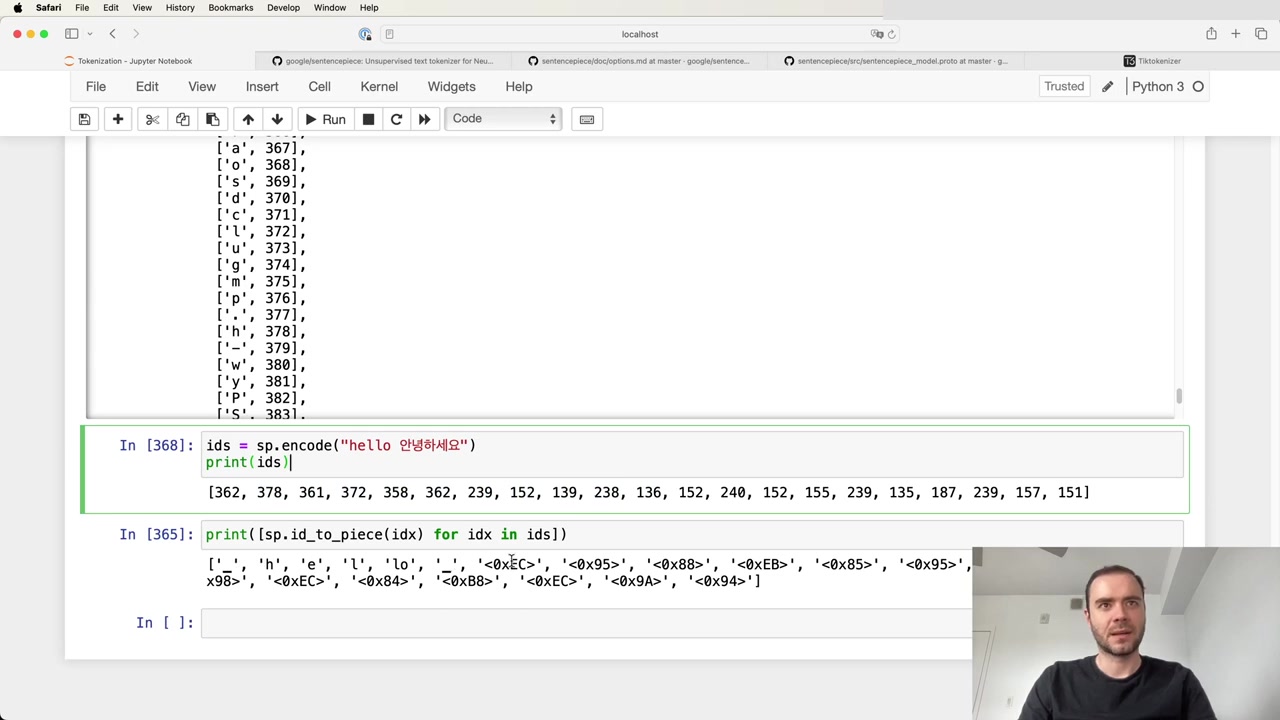 Safari File Edit View History Bookmarks Develop Window Help
localhost
Tokenization - Jupyter Notebook
google/sentencepiece: Unsupervised text tokenizer for Neu...
sentencepiece/doc/options.md at master · google/sentence...
sentencepiece/src/sentencepiece_model.proto at master · g...
T3 Tiktokenizer
File Edit View Insert Cell Kernel Widgets Help
Trusted
Python 3
Run
Code
['a', 367],
['o', 368],
['s', 369],
['d', 370],
['c', 371],
['l', 372],
['u', 373],
['g', 374],
['m', 375],
['p', 376],
['.', 377],
['h', 378],
['-', 379],
['w', 380],
['y', 381],
['P', 382],
['S', 383],
In [368]: ids = sp.encode("hello 안녕하세요")
print(ids)
[362, 378, 361, 372, 358, 362, 239, 152, 139, 238, 136, 152, 240, 152, 155, 239, 135, 187, 239, 157, 151]
In [365]: print([sp.id_to_piece(idx) for idx in ids])
['▁', 'h', 'e', 'l', 'lo', '▁', '<0xEC>', '<0x95>', '<0x88>', '<0xEB>', '<0x85>', '<0x95>',
x98>', '<0xEC>', '<0x84>', '<0xB8>', '<0xEC>', '<0x9A>', '<0x94>']
In [ ]: